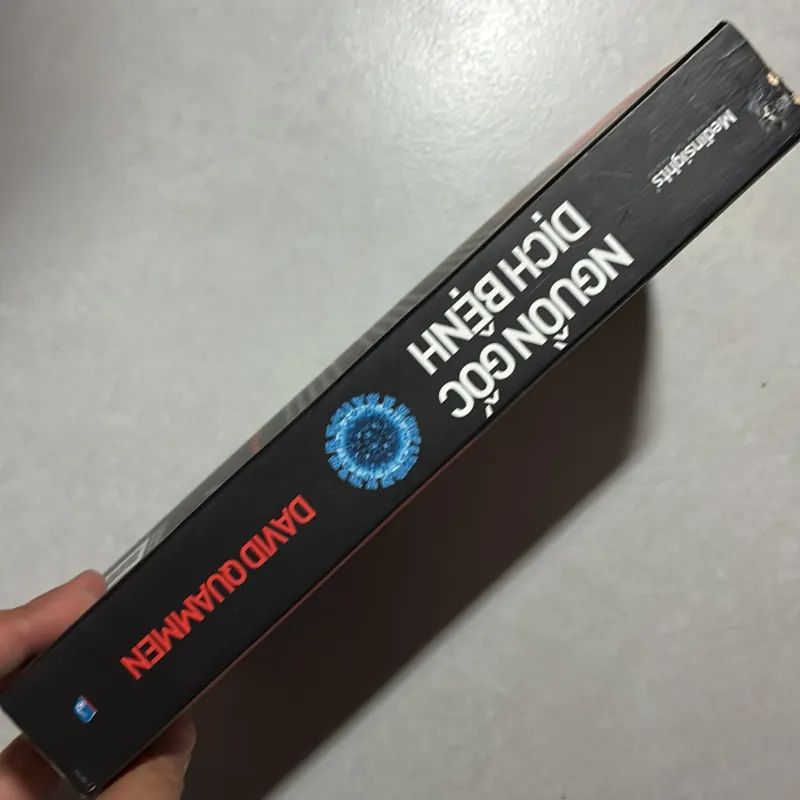 Medinsights
NGUỒN GỐC
DỊCH BỆNH
DAVID QUAMMEN